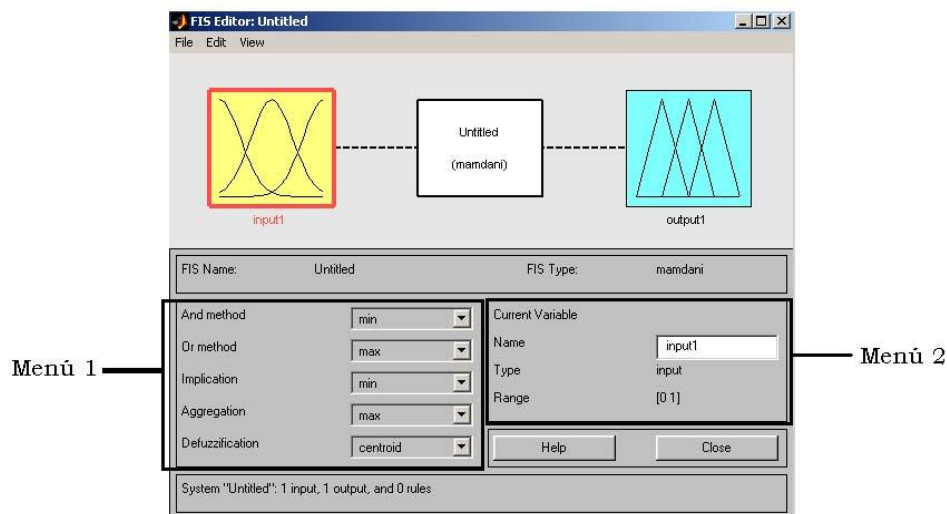 FIS Editor: Untitled
File Edit View
Untitled
(mamdani)
input1
output1
FIS Name: Untitled FIS Type: mamdani
And method min
Or method max
Implication min
Aggregation max
Defuzzification centroid
Current Variable
Name input1
Type input
Range [0 1]
Help Close
System "Untitled": 1 input, 1 output, and 0 rules
Menú 1
Menú 2